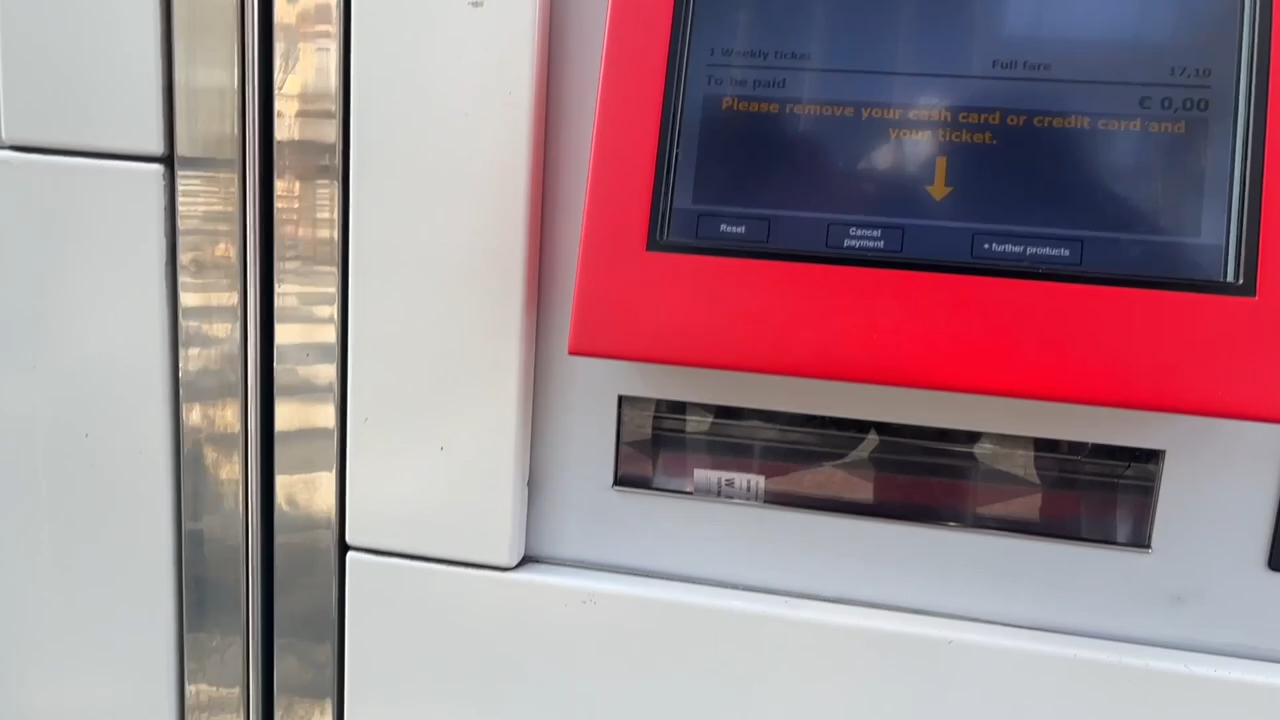 1 Weekly ticket Full fare 17,10
To be paid € 0,00
Please remove your cash card or credit card and
your ticket.
Reset
Cancel
payment
+ further products
W